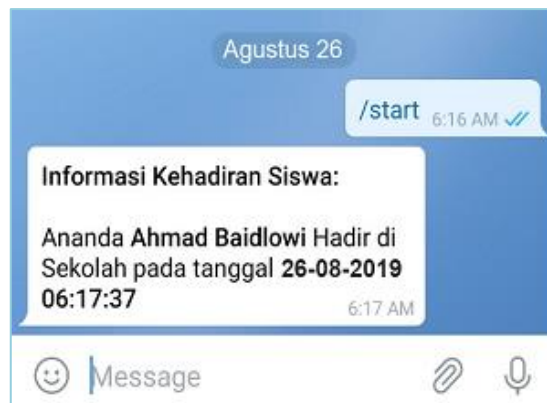 Agustus 26
/start 6:16 AM
Informasi Kehadiran Siswa:
Ananda Ahmad Baidlowi Hadir di
Sekolah pada tanggal 26-08-2019
06:17:37
6:17 AM
Message